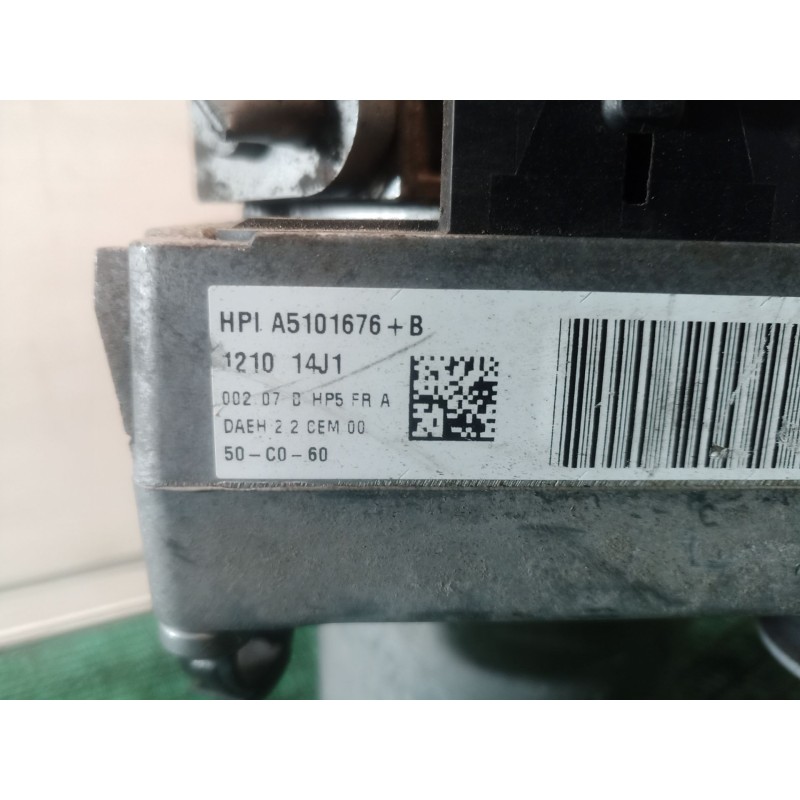 HPI A5101676+B
1210 14J1
002 07 D HP5 FR A
DAEH 2 2 CEM 00
50-C0-60